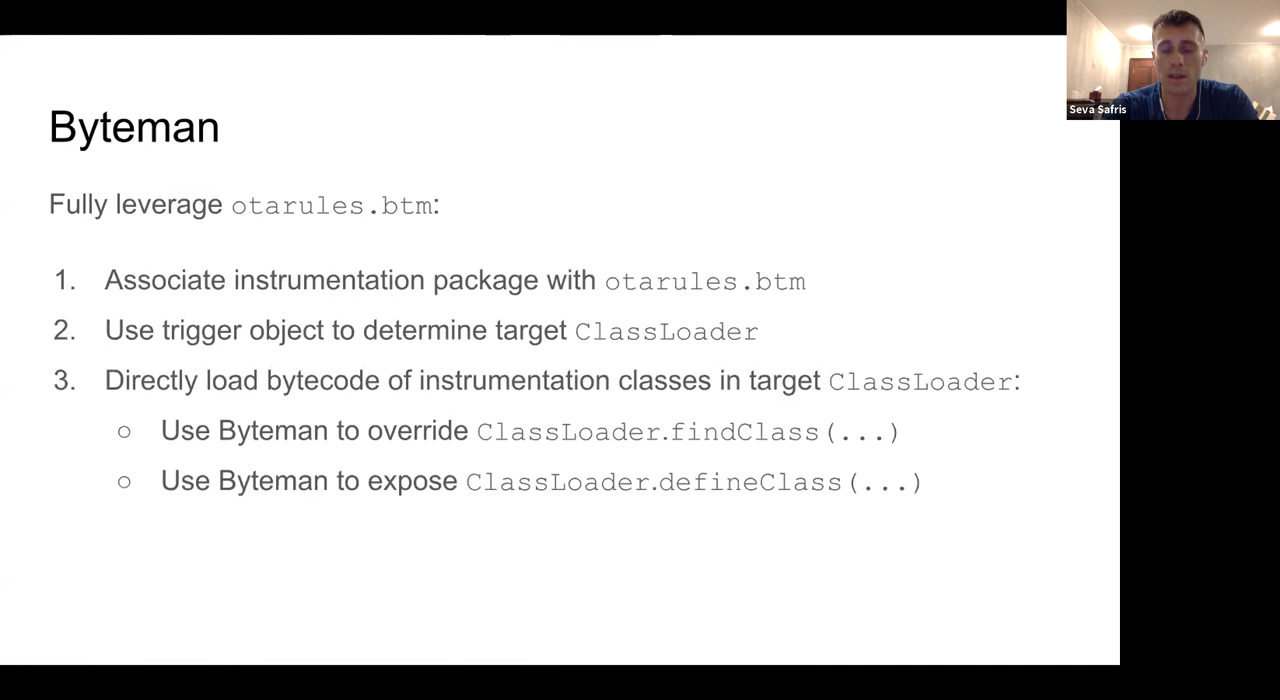 Seva Safris
Byteman
Fully leverage otarules.btm:
1. Associate instrumentation package with otarules.btm
2. Use trigger object to determine target ClassLoader
3. Directly load bytecode of instrumentation classes in target ClassLoader:
○ Use Byteman to override ClassLoader.findClass(...)
○ Use Byteman to expose ClassLoader.defineClass(...)